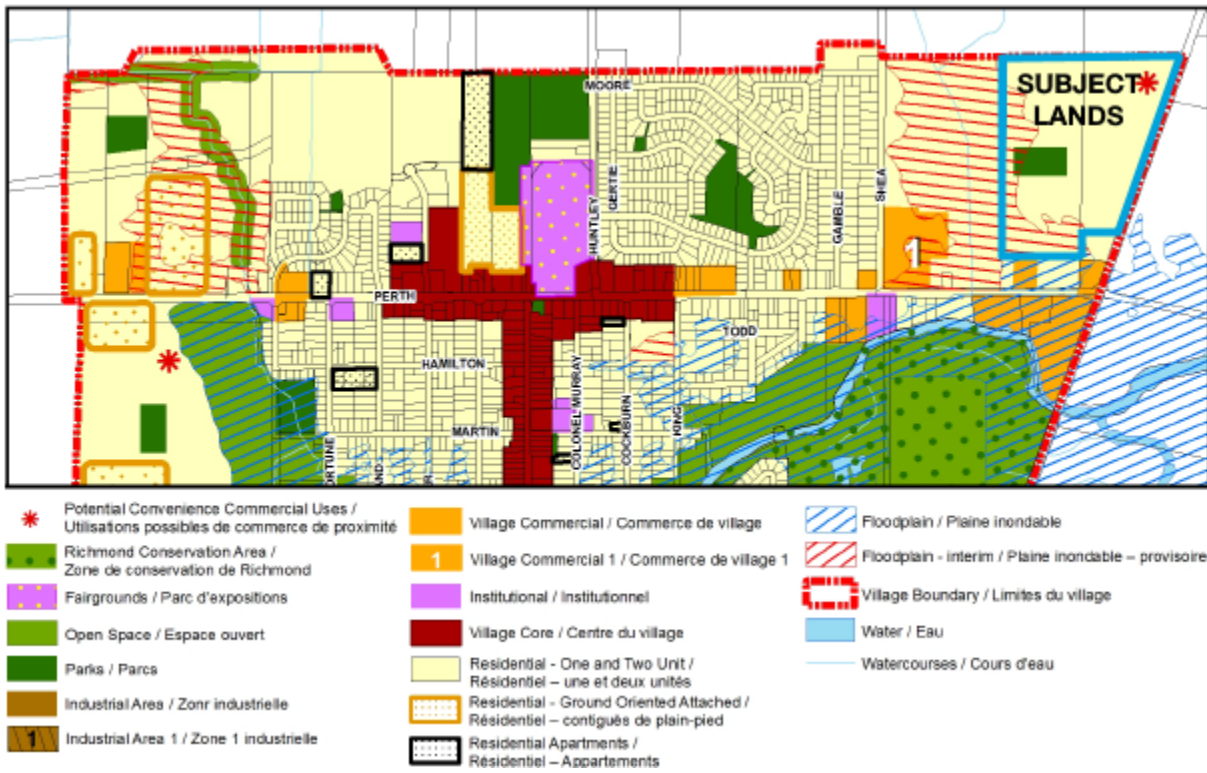 SUBJECT
LANDS
MOORE
GERTIE
HUNTLEY
GAMBLE
SHEA
1
PERTH
TODD
HAMILTON
COLONEL MURRAY
COCKBURN
KING
MARTIN
ORTUNE
AND
Potential Convenience Commercial Uses /
Utilisations possibles de commerce de proximité
Richmond Conservation Area /
Zone de conservation de Richmond
Fairgrounds / Parc d'expositions
Open Space / Espace ouvert
Parks / Parcs
Industrial Area / Zonr industrielle
1 Industrial Area 1 / Zone 1 industrielle
Village Commercial / Commerce de village
1 Village Commercial 1 / Commerce de village 1
Institutional / Institutionnel
Village Core / Centre du village
Residential - One and Two Unit /
Résidentiel – une et deux unités
Residential - Ground Oriented Attached /
Résidentiel – contiguës de plain-pied
Residential Apartments /
Résidentiel – Appartements
Floodplain / Plaine inondable
Floodplain - interim / Plaine inondable – provisoire
Village Boundary / Limites du village
Water / Eau
Watercourses / Cours d'eau